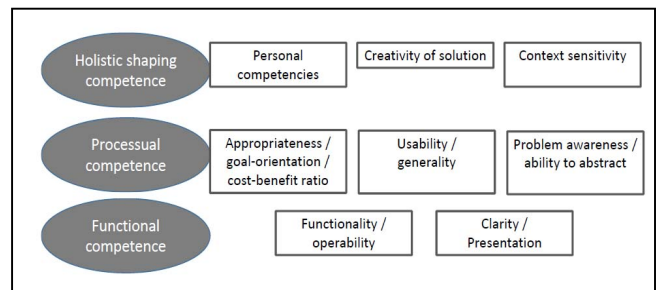 Holistic shaping
competence
Personal
competencies
Creativity of solution
Context sensitivity
Processual
competence
Appropriateness /
goal-orientation /
cost-benefit ratio
Usability /
generality
Problem awareness /
ability to abstract
Functional
competence
Functionality /
operability
Clarity /
Presentation